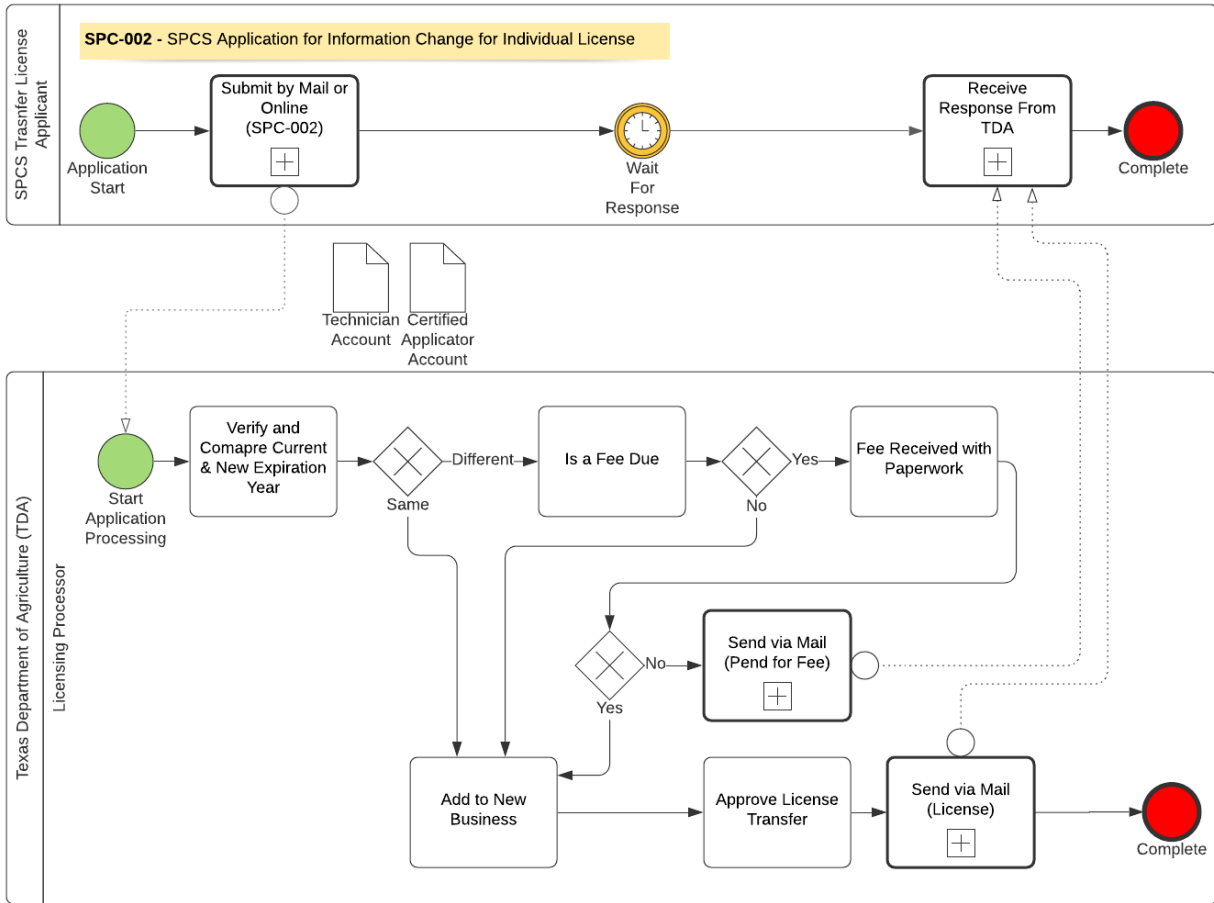 SPCS Trasnfer License
Applicant
SPC-002 - SPCS Application for Information Change for Individual License
Application
Start
Submit by Mail or
Online
(SPC-002)
Wait
For
Response
Receive
Response From
TDA
Complete
Technician
Account
Certified
Applicator
Account
Texas Department of Agriculture (TDA)
Licensing Processor
Start
Application
Processing
Verify and
Comapre Current
& New Expiration
Year
Different
Same
Is a Fee Due
Yes
No
Fee Received with
Paperwork
No
Yes
Send via Mail
(Pend for Fee)
Add to New
Business
Approve License
Transfer
Send via Mail
(License)
Complete